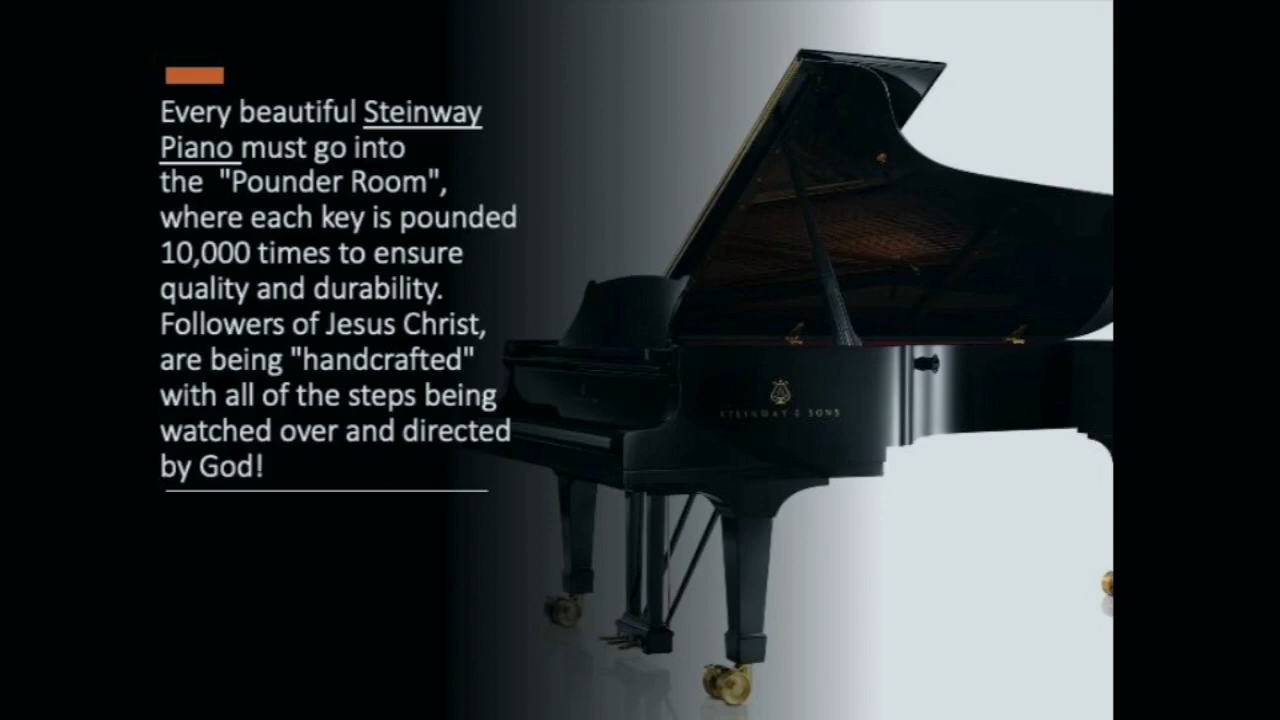 Every beautiful Steinway
Piano must go into
the  "Pounder Room",
where each key is pounded
10,000 times to ensure
quality and durability.
Followers of Jesus Christ,
are being "handcrafted"
with all of the steps being
watched over and directed
by God!
STEINWAY & SONS